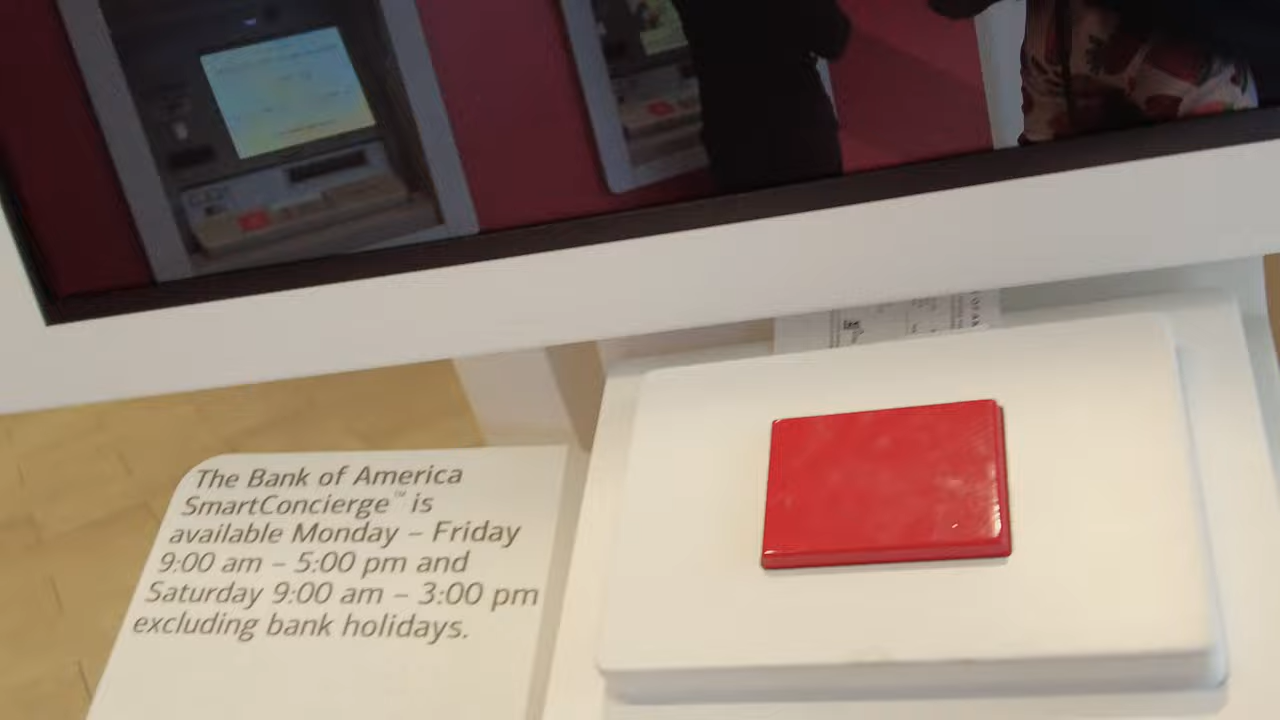 The Bank of America
SmartConcierge™ is
available Monday – Friday
9:00 am – 5:00 pm and
Saturday 9:00 am – 3:00 pm
excluding bank holidays.